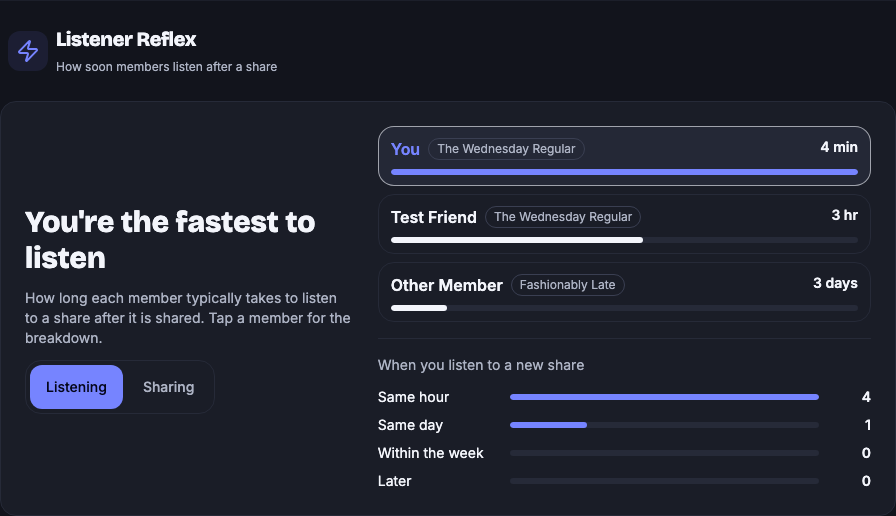 Listener Reflex
How soon members listen after a share
You're the fastest to
listen
How long each member typically takes to listen
to a share after it is shared. Tap a member for the
breakdown.
Listening Sharing
You The Wednesday Regular 4 min
Test Friend The Wednesday Regular 3 hr
Other Member Fashionably Late 3 days
When you listen to a new share
Same hour 4
Same day 1
Within the week 0
Later 0